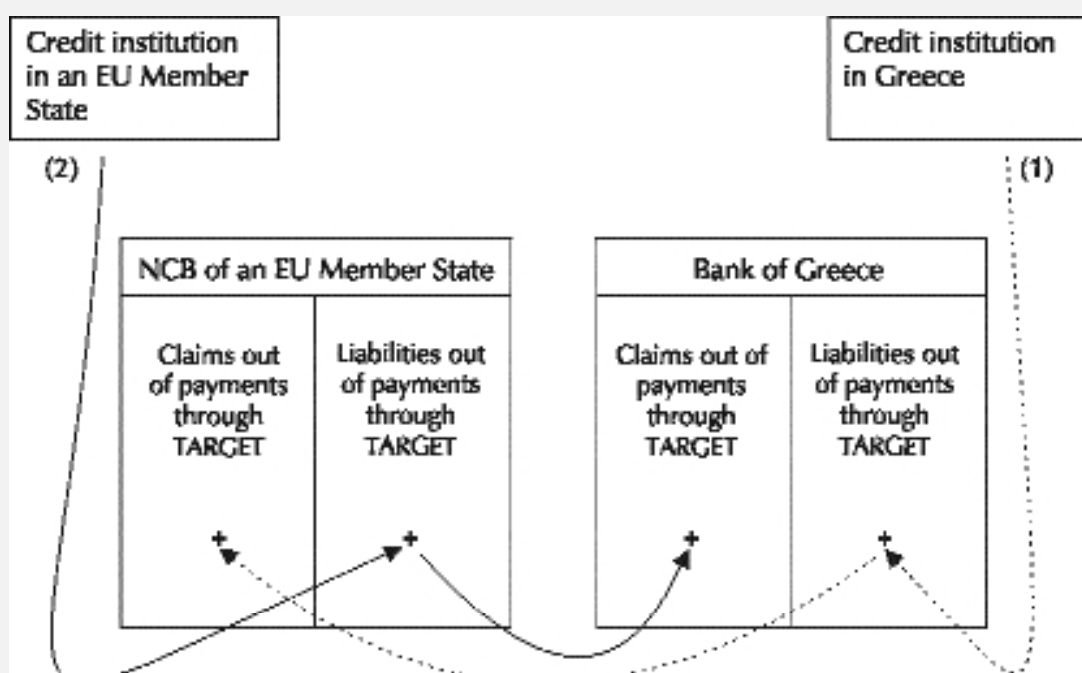 Credit institution
in an EU Member
State
Credit institution
in Greece
(2)
(1)
NCB of an EU Member State
Bank of Greece
Claims out
of payments
through
TARGET
Liabilities out
of payments
through
TARGET
Claims out of
payments
through
TARGET
Liabilities out
of payments
through
TARGET
+
+
+
+